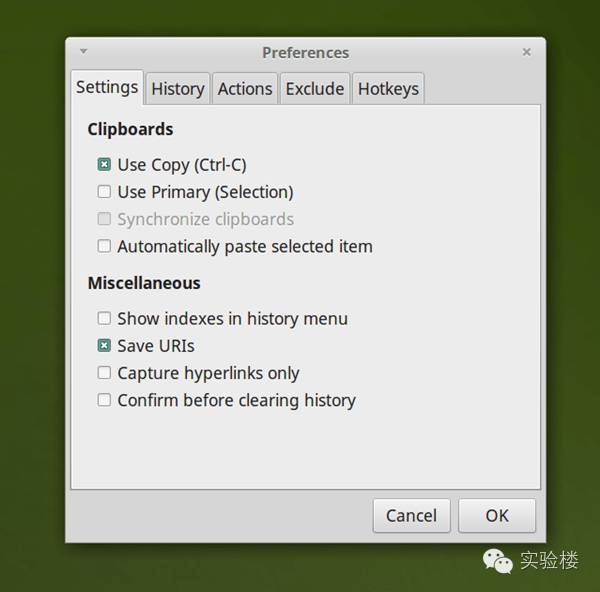 Preferences
Settings
History
Actions
Exclude
Hotkeys
Clipboards
Use Copy (Ctrl-C)
Use Primary (Selection)
Synchronize clipboards
Automatically paste selected item
Miscellaneous
Show indexes in history menu
Save URIs
Capture hyperlinks only
Confirm before clearing history
Cancel
OK
实验楼